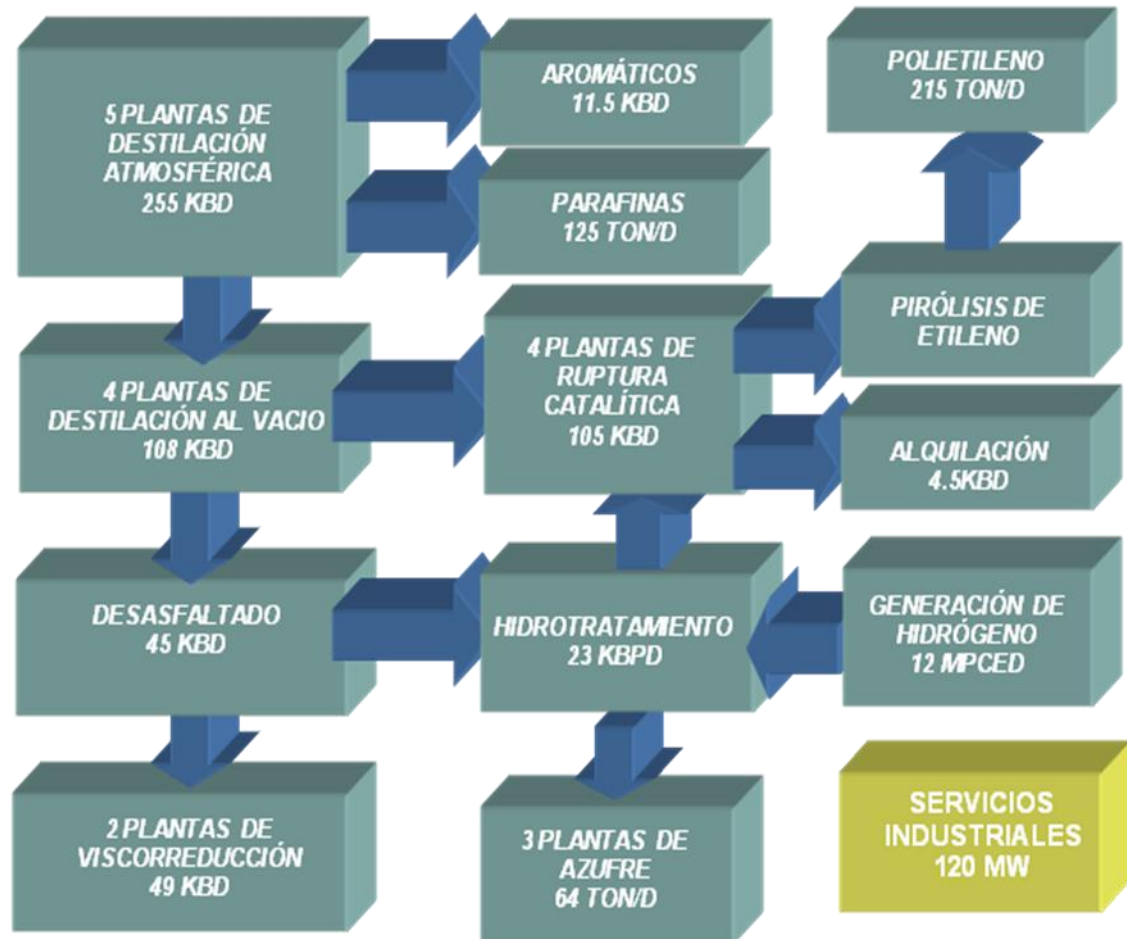 5 PLANTAS DE
DESTILACIÓN
ATMOSFÉRICA
255 KBD
AROMÁTICOS
11.5 KBD
POLIETILENO
215 TON/D
PARAFINAS
125 TON/D
4 PLANTAS DE
DESTILACIÓN AL VACIO
108 KBD
4 PLANTAS DE
RUPTURA
CATALÍTICA
105 KBD
PIRÓLISIS DE
ETILENO
ALQUILACIÓN
4.5KBD
DESASFALTADO
45 KBD
HIDROTRATAMIENTO
23 KBPD
GENERACIÓN DE
HIDRÓGENO
12 MPCED
2 PLANTAS DE
VISCORREDUCCIÓN
49 KBD
3 PLANTAS DE
AZUFRE
64 TON/D
SERVICIOS
INDUSTRIALES
120 MW